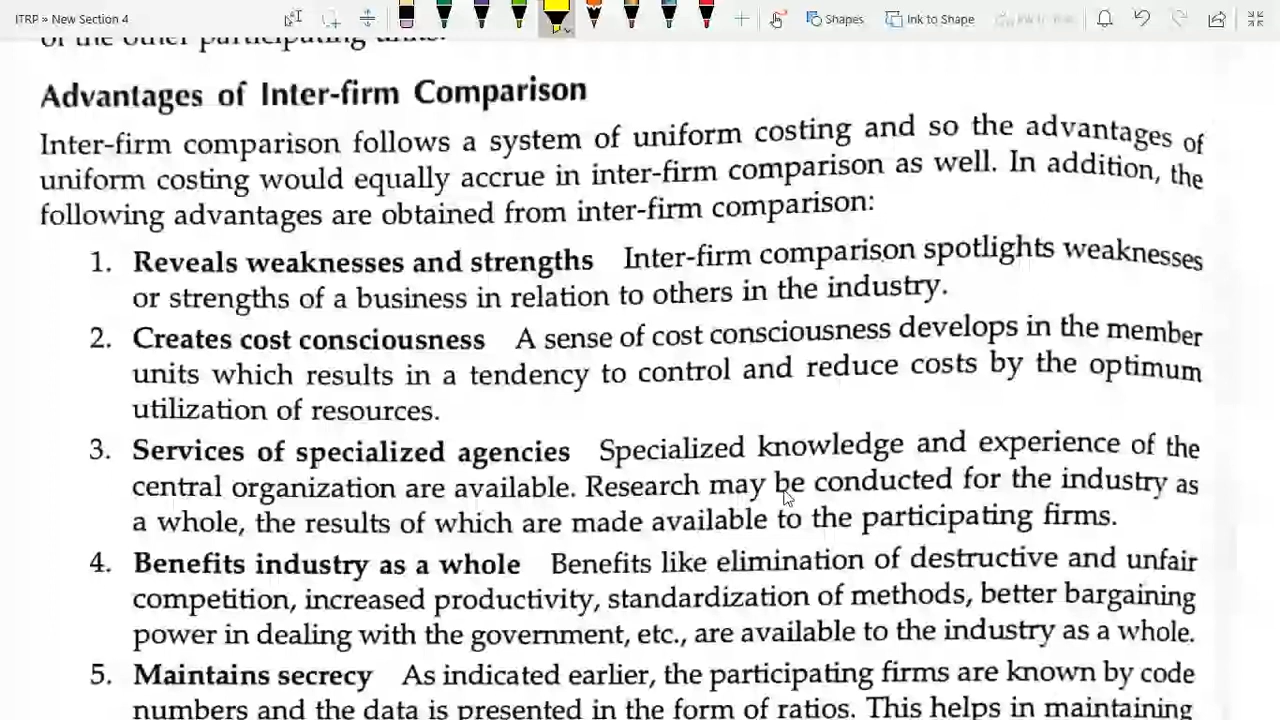 ITRP » New Section 4
Shapes
Ink to Shape
of the other participating units.
Advantages of Inter-firm Comparison
Inter-firm comparison follows a system of uniform costing and so the advantages of
uniform costing would equally accrue in inter-firm comparison as well. In addition, the
following advantages are obtained from inter-firm comparison:
1. Reveals weaknesses and strengths Inter-firm comparison spotlights weaknesses
or strengths of a business in relation to others in the industry.
2. Creates cost consciousness A sense of cost consciousness develops in the member
units which results in a tendency to control and reduce costs by the optimum
utilization of resources.
3. Services of specialized agencies Specialized knowledge and experience of the
central organization are available. Research may be conducted for the industry as
a whole, the results of which are made available to the participating firms.
4. Benefits industry as a whole Benefits like elimination of destructive and unfair
competition, increased productivity, standardization of methods, better bargaining
power in dealing with the government, etc., are available to the industry as a whole.
5. Maintains secrecy As indicated earlier, the participating firms are known by code
numbers and the data is presented in the form of ratios. This helps in maintaining